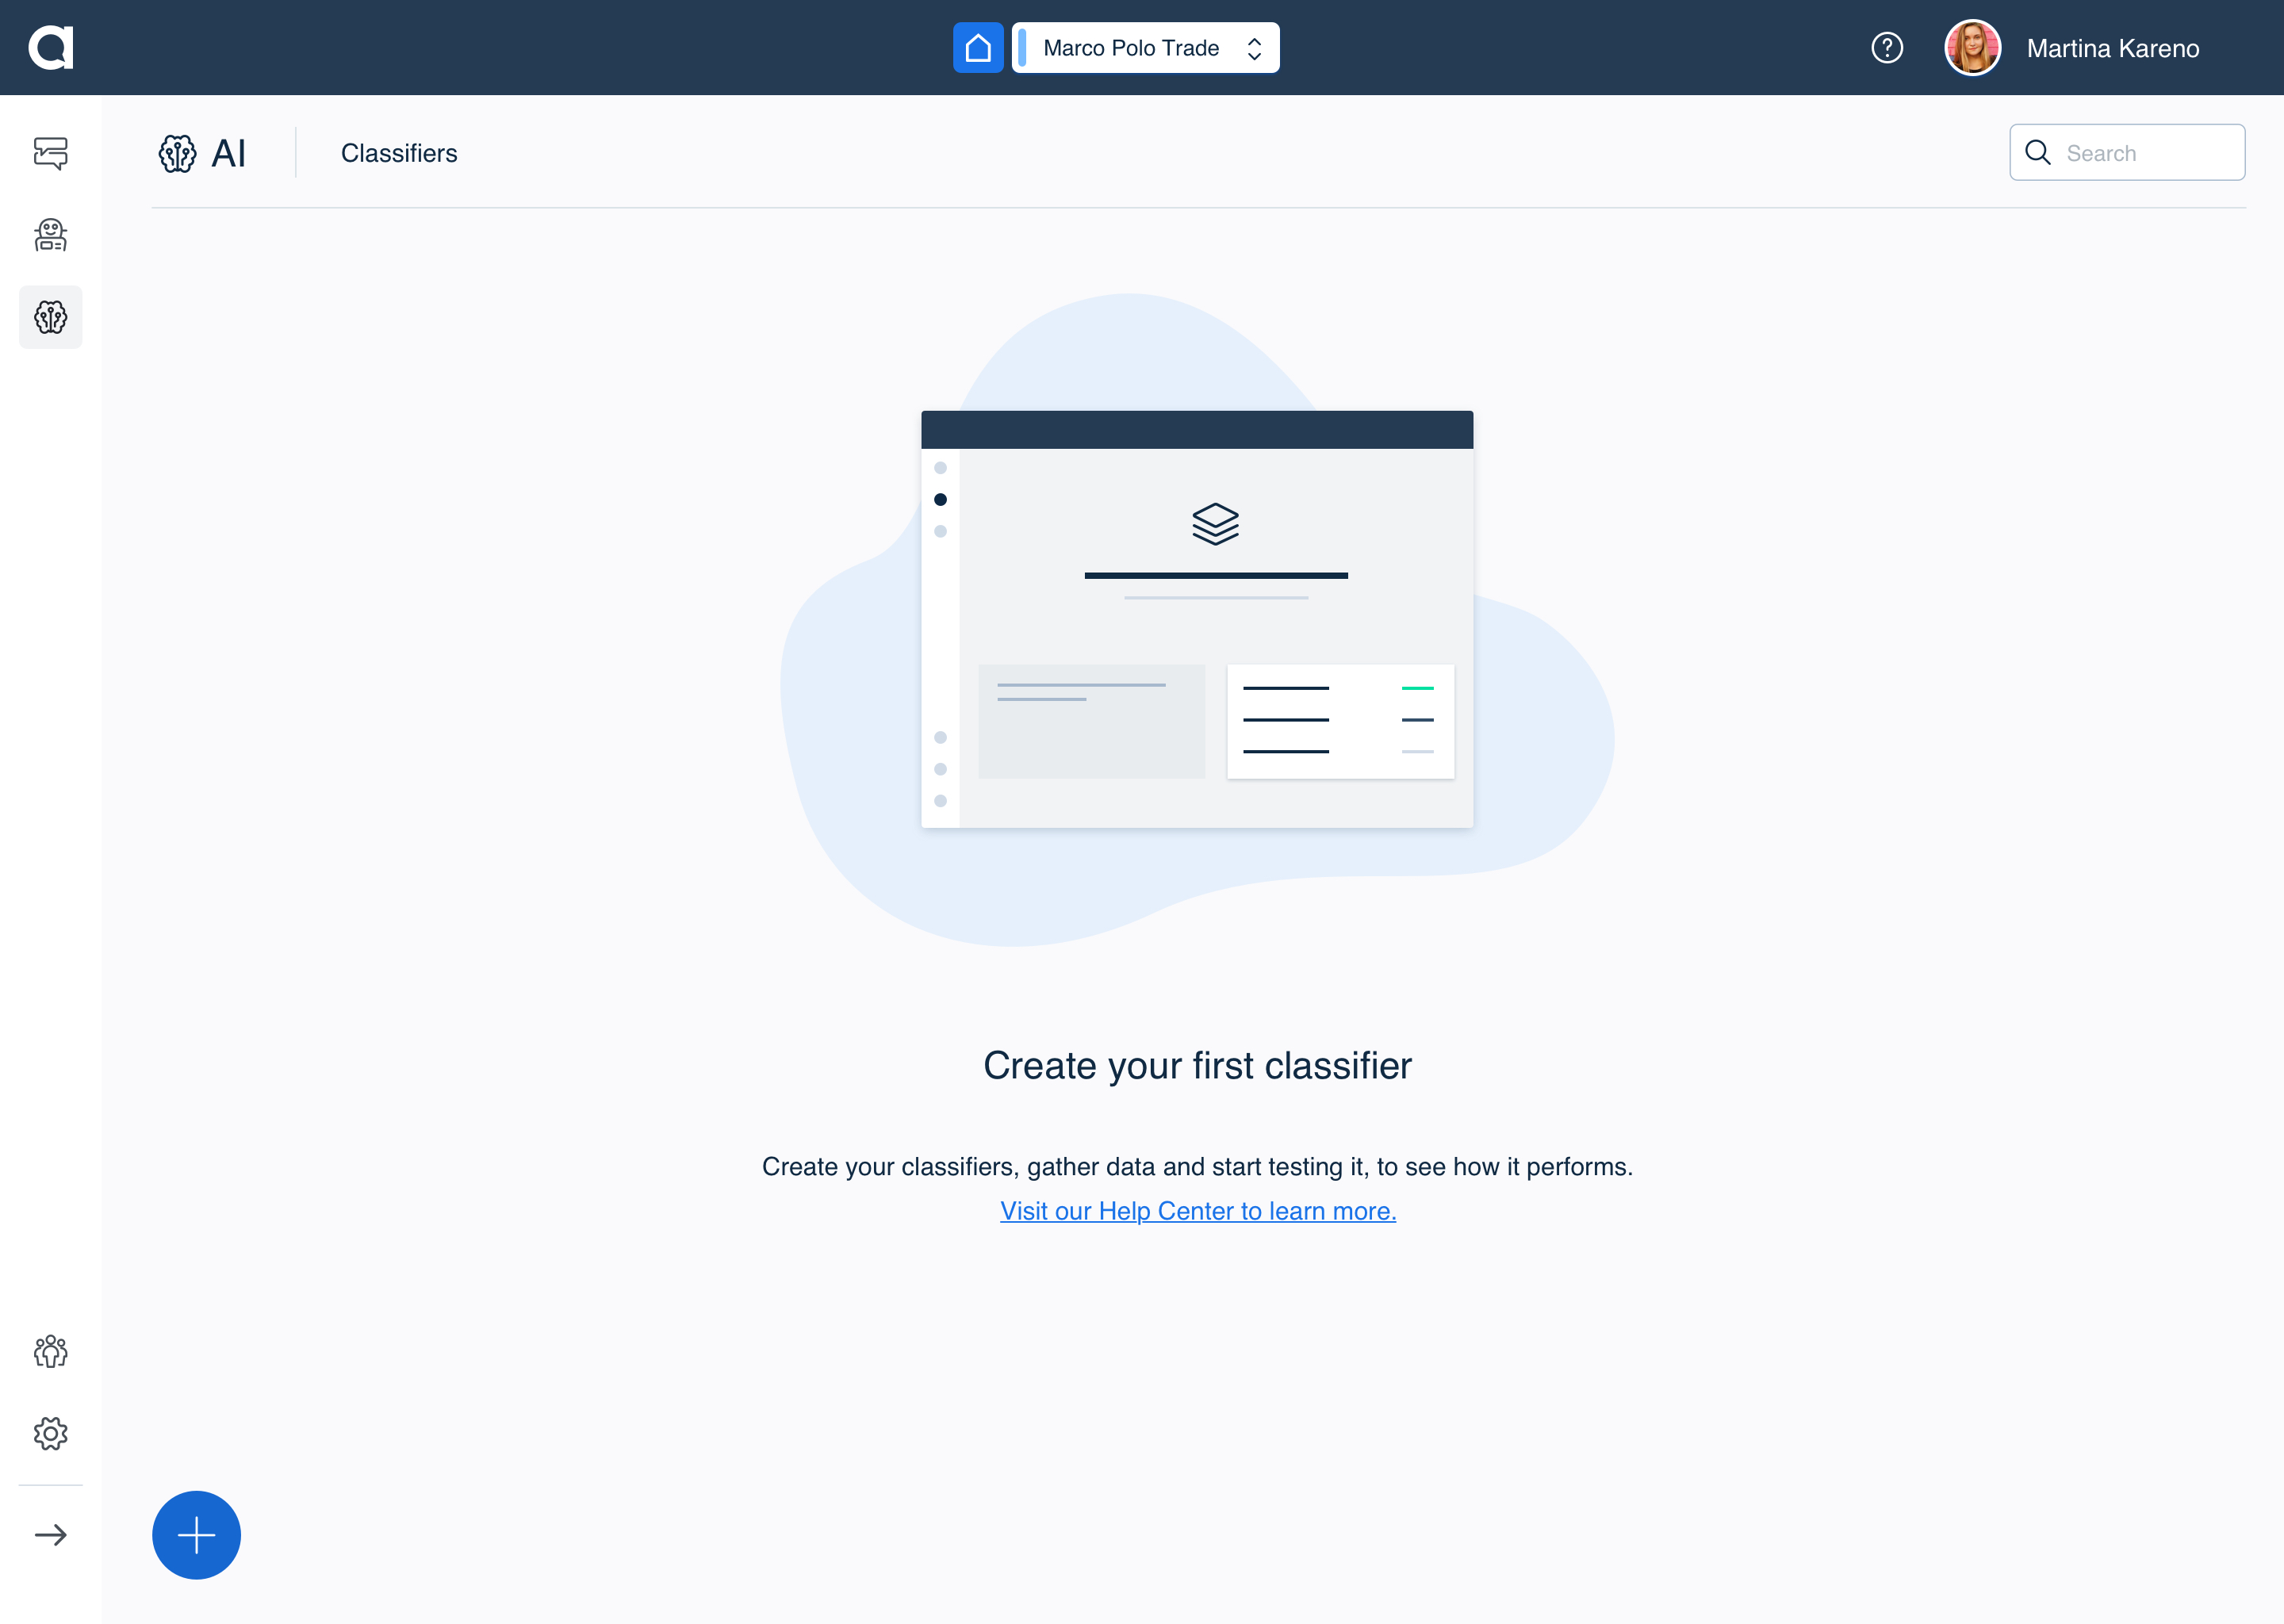 Marco Polo Trade
Martina Kareno
AI
Classifiers
Search
Create your first classifier
Create your classifiers, gather data and start testing it, to see how it performs.
Visit our Help Center to learn more.